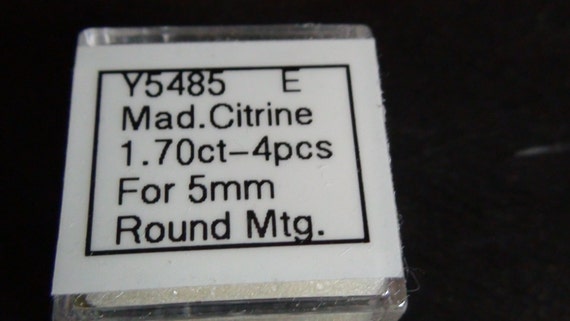 Y5485 E
Mad.Citrine
1.70ct-4pcs
For 5mm
Round Mtg.